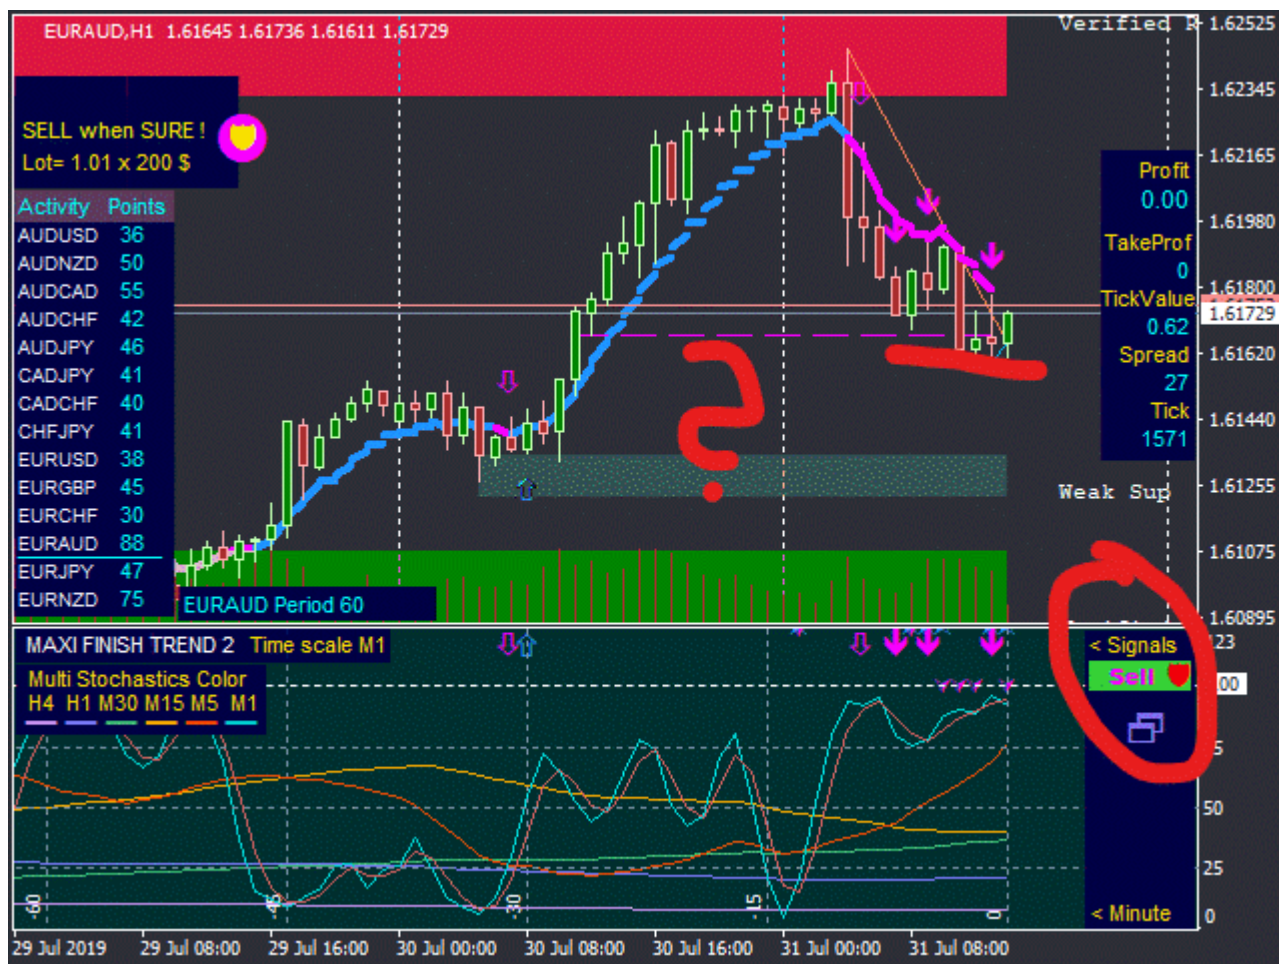 EURAUD,H1 1.61645 1.61736 1.61611 1.61729
Verified R
SELL when SURE !
Lot= 1.01 x 200 $
Activity Points
AUDUSD 36
AUDNZD 50
AUDCAD 55
AUDCHF 42
AUDJPY 46
CADJPY 41
CADCHF 40
CHFJPY 41
EURUSD 38
EURGBP 45
EURCHF 30
EURAUD 88
EURJPY 47
EURNZD 75
EURAUD Period 60
Profit
0.00
TakeProf
0
TickValue
0.62
Spread
27
Tick
1571
Weak Sup
1.62525
1.62345
1.62165
1.61980
1.61800
1.61729
1.61620
1.61440
1.61255
1.61075
1.60895
?
MAXI FINISH TREND 2 Time scale M1
Multi Stochastics Color
H4 H1 M30 M15 M5 M1
< Signals
Sell
< Minute
123
50
25
0
-60
-45
-30
-15
0
29 Jul 2019
29 Jul 08:00
29 Jul 16:00
30 Jul 00:00
30 Jul 08:00
30 Jul 16:00
31 Jul 00:00
31 Jul 08:00